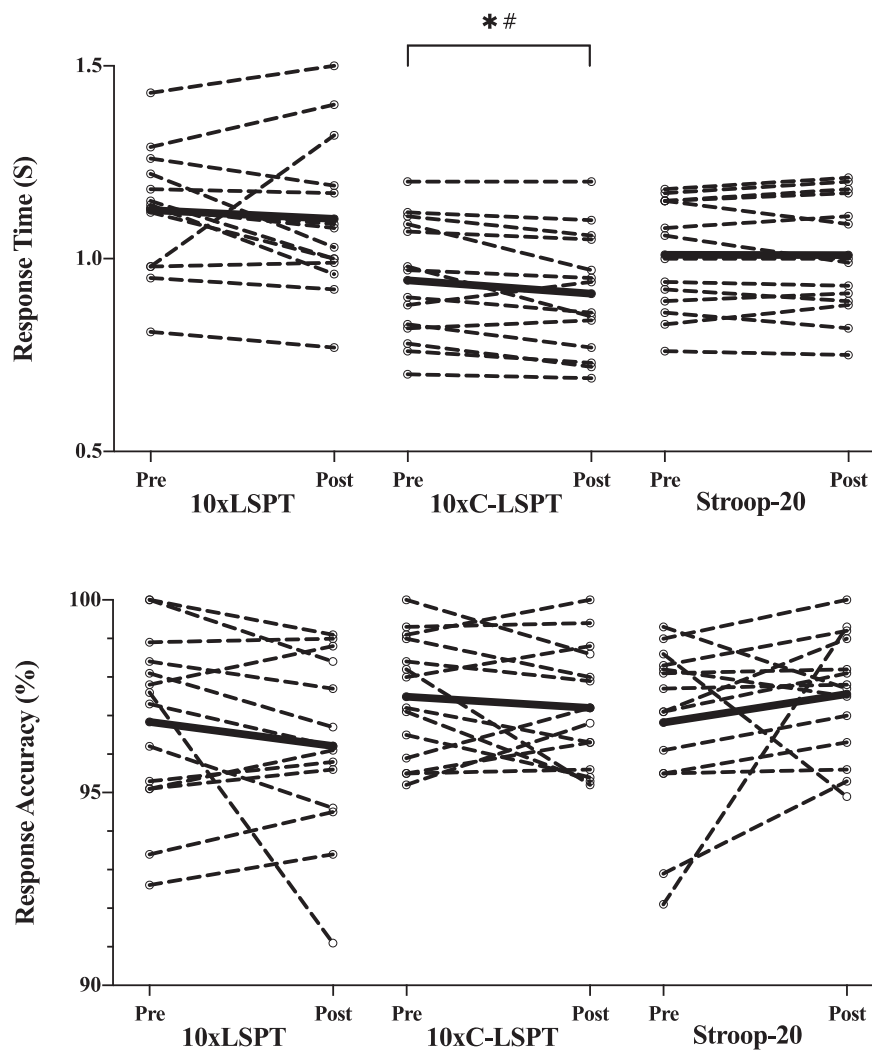 * #
1.5
1.0
0.5
Response Time (S)
Pre Post Pre Post Pre Post
10xLSPT 10xC-LSPT Stroop-20
100
95
90
Response Accuracy (%)
Pre Post Pre Post Pre Post
10xLSPT 10xC-LSPT Stroop-20